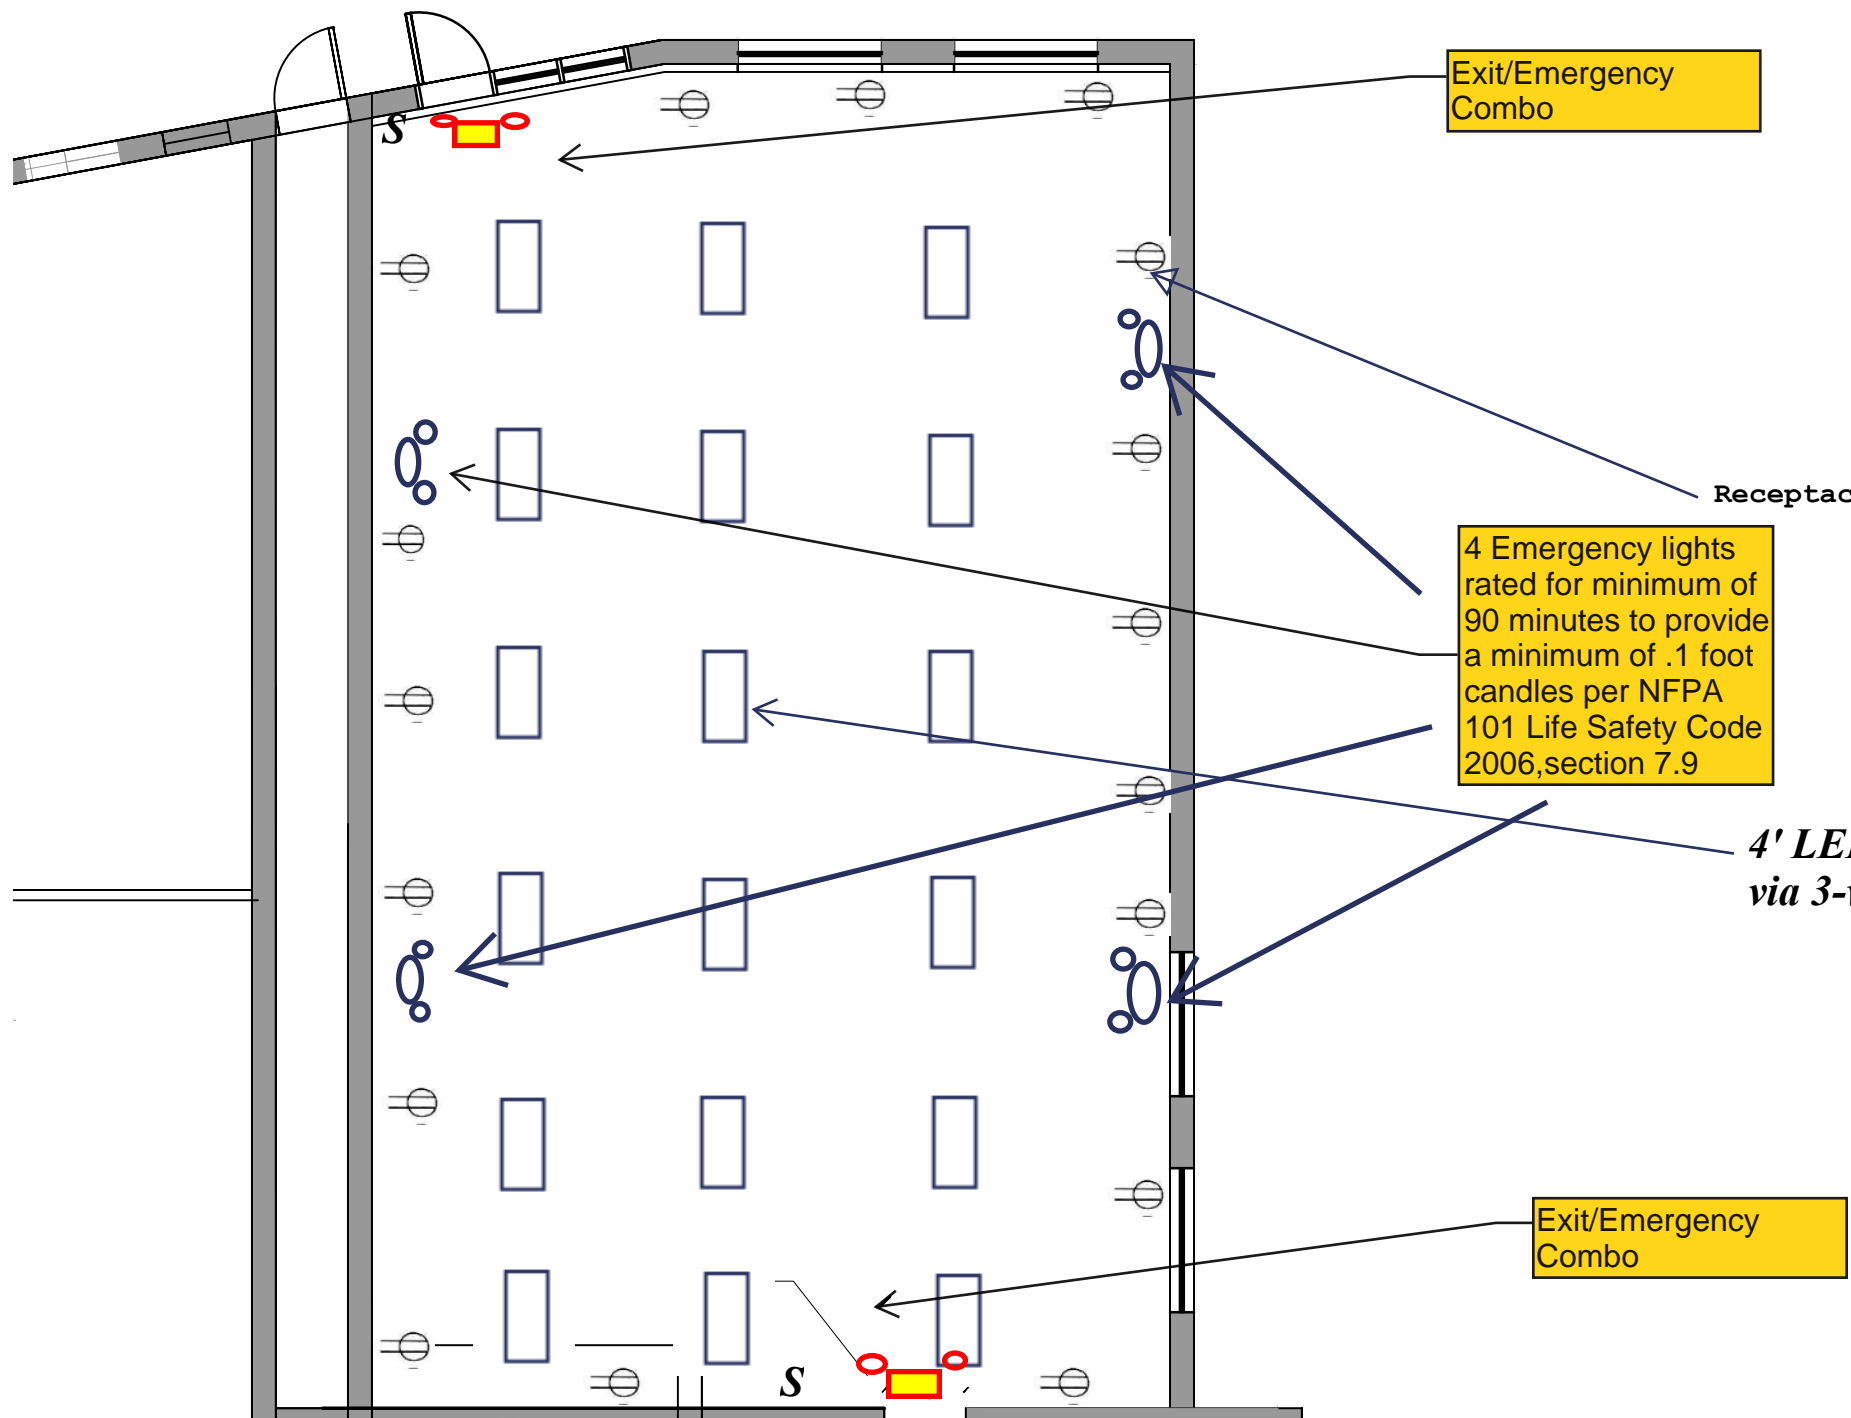 Exit/Emergency
Combo
S
Receptac
4 Emergency lights
rated for minimum of
90 minutes to provide
a minimum of .1 foot
candles per NFPA
101 Life Safety Code
2006,section 7.9
4' LE
via 3-
Exit/Emergency
Combo
S